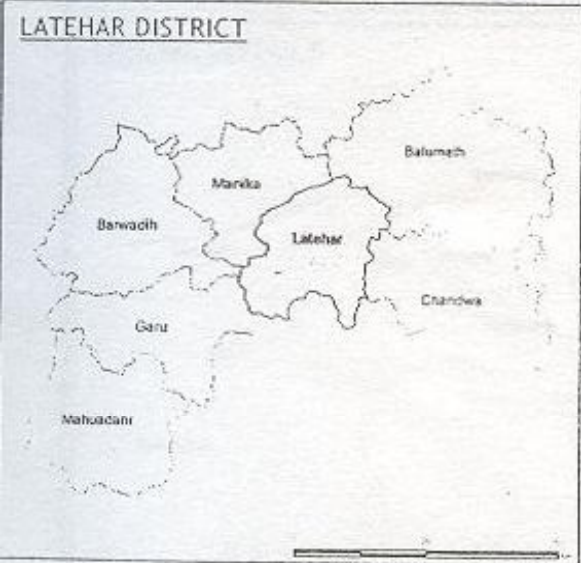 LATEHAR DISTRICT
Balumath
Manika
Barwadih
Latehar
Chandwa
Garu
Mahuadanr